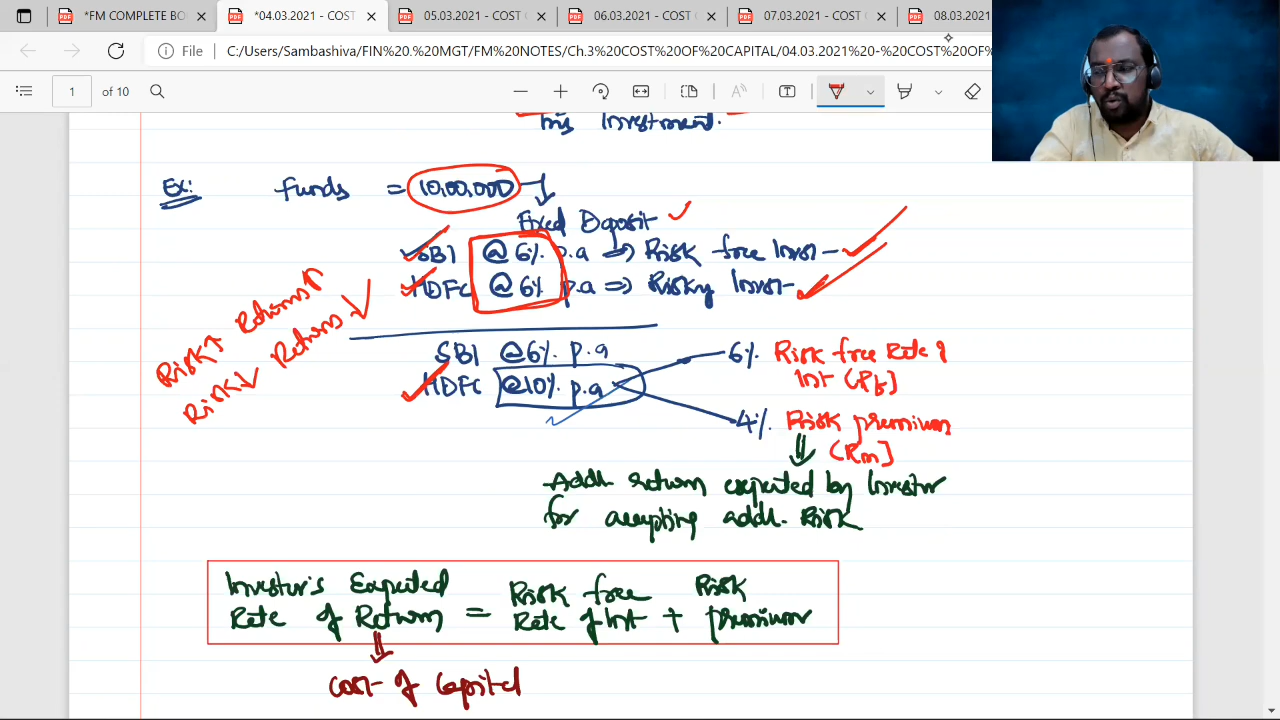 *FM COMPLETE BO
*04.03.2021 - COST
05.03.2021 - COST O
06.03.2021 - COST
07.03.2021 - COST O
08.03.2021
File C:/Users/Sambashiva/FIN%20.%20MGT/FM%20NOTES/Ch.3%20COST%20OF%20CAPITAL/04.03.2021%20-%20COST%20OF%
1 of 10
his Investment.
Ex: Funds = 10,00,000
Fixed Deposit
SBI @ 6% p.a ⇒ Risk free Invst -
HDFC @ 6% p.a ⇒ Risky Invst -
Risk↑ Returns↑
Risk↓ Returns↓
SBI @6% p.a
HDFC @10% p.a
6% Risk free Rate of
Int (Rf)
4% Risk premium
(Rm)
Addl. return expected by Investor
for accepting addl. Risk
Investor's Expected Rate of Return = Risk free Rate of Int + Risk premium
Cost of Capital